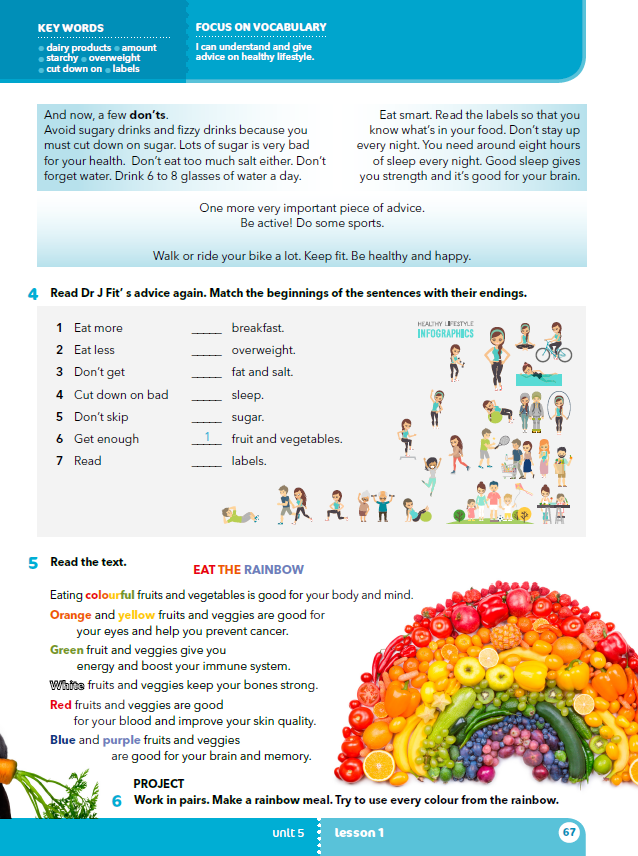 KEY WORDS
dairy products amount
starchy overweight
cut down on labels
FOCUS ON VOCABULARY
I can understand and give
advice on healthy lifestyle.
And now, a few don'ts.
Avoid sugary drinks and fizzy drinks because you
must cut down on sugar. Lots of sugar is very bad
for your health. Don't eat too much salt either. Don't
forget water. Drink 6 to 8 glasses of water a day.
Eat smart. Read the labels so that you
know what's in your food. Don't stay up
every night. You need around eight hours
of sleep every night. Good sleep gives
you strength and it's good for your brain.
One more very important piece of advice.
Be active! Do some sports.
Walk or ride your bike a lot. Keep fit. Be healthy and happy.
4 Read Dr J Fit' s advice again. Match the beginnings of the sentences with their endings.
1 Eat more _____ breakfast.
2 Eat less _____ overweight.
3 Don't get _____ fat and salt.
4 Cut down on bad _____ sleep.
5 Don't skip _____ sugar.
6 Get enough 1 fruit and vegetables.
7 Read _____ labels.
HEALTHY LIFESTYLE
INFOGRAPHICS
5 Read the text.
EAT THE RAINBOW
Eating colourful fruits and vegetables is good for your body and mind.
Orange and yellow fruits and veggies are good for
your eyes and help you prevent cancer.
Green fruit and veggies give you
energy and boost your immune system.
White fruits and veggies keep your bones strong.
Red fruits and veggies are good
for your blood and improve your skin quality.
Blue and purple fruits and veggies
are good for your brain and memory.
PROJECT
6 Work in pairs. Make a rainbow meal. Try to use every colour from the rainbow.
unit 5 lesson 1 67